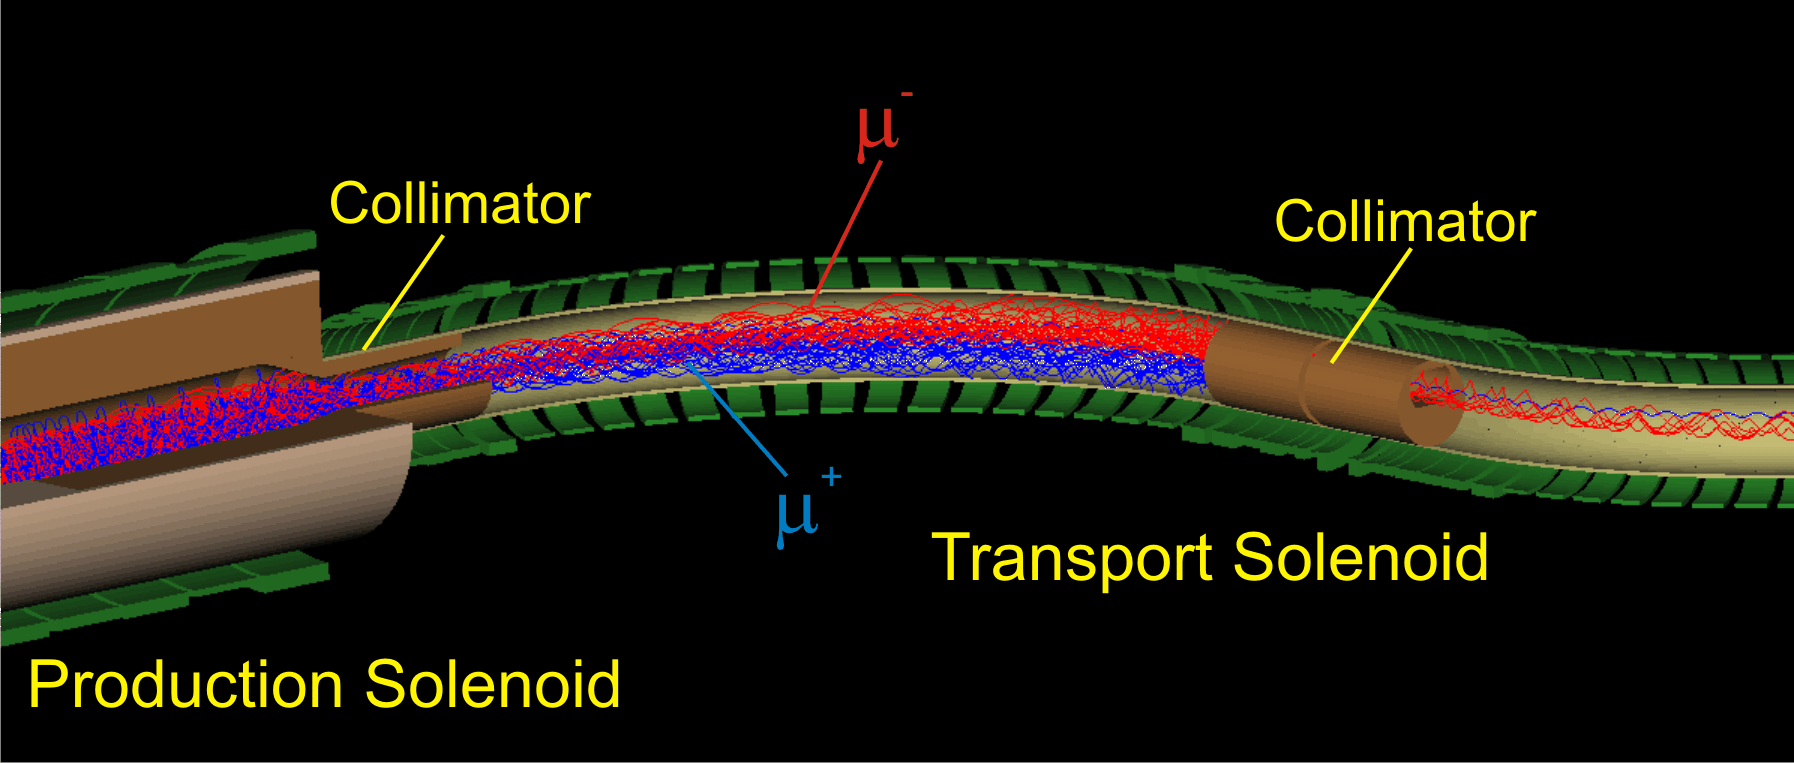 μ-
Collimator
Collimator
μ+
Transport Solenoid
Production Solenoid